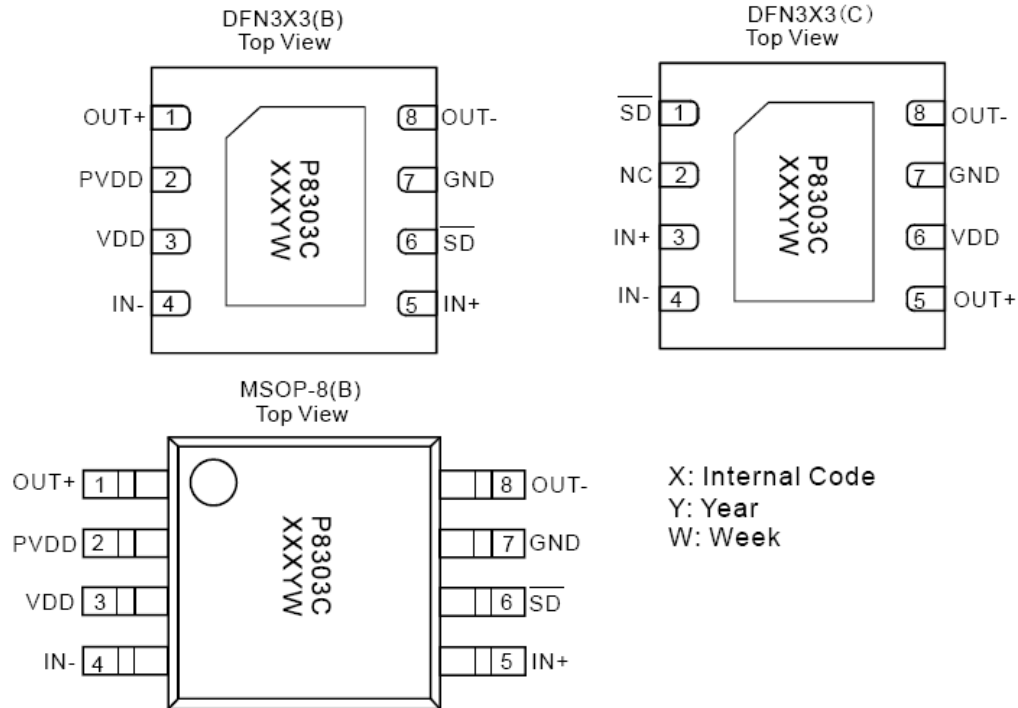 DFN3X3(B)
Top View
OUT+ 1
PVDD 2
VDD 3
IN- 4
8 OUT-
7 GND
6 SD
5 IN+
P8303C
XXXYW
DFN3X3(C)
Top View
SD 1
NC 2
IN+ 3
IN- 4
8 OUT-
7 GND
6 VDD
5 OUT+
P8303C
XXXYW
MSOP-8(B)
Top View
OUT+ 1
PVDD 2
VDD 3
IN- 4
8 OUT-
7 GND
6 SD
5 IN+
P8303C
XXXYW
X: Internal Code
Y: Year
W: Week